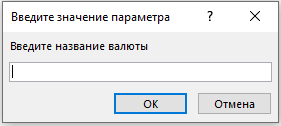 Введите значение параметра ? ×
Введите название валюты
ОК Отмена